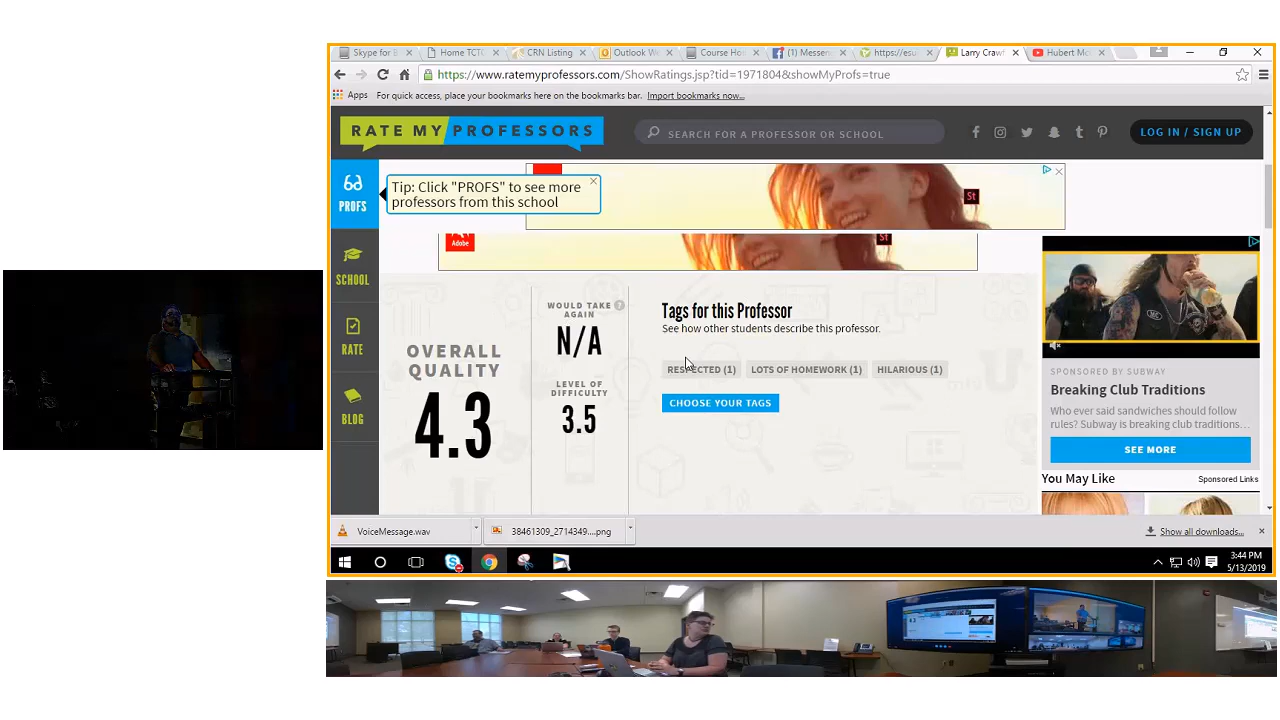 Skype for B
Home TCTC
CRN Listing
Outlook We
Course Ho
(1) Messen
https://esu
Larry Crawf
Hubert Mc
https://www.ratemyprofessors.com/ShowRatings.jsp?tid=1971804&showMyProfs=true
Apps For quick access, place your bookmarks here on the bookmarks bar. Import bookmarks now...
RATE MY PROFESSORS
SEARCH FOR A PROFESSOR OR SCHOOL
LOG IN / SIGN UP
PROFS
Tip: Click "PROFS" to see more
professors from this school
St
Adobe
St
SCHOOL
RATE
BLOG
OVERALL
QUALITY
4.3
WOULD TAKE
AGAIN
N/A
LEVEL OF
DIFFICULTY
3.5
Tags for this Professor
See how other students describe this professor.
RESPECTED (1) LOTS OF HOMEWORK (1) HILARIOUS (1)
CHOOSE YOUR TAGS
SPONSORED BY SUBWAY
Breaking Club Traditions
Who ever said sandwiches should follow
rules? Subway is breaking club traditions...
SEE MORE
You May Like Sponsored Links
VoiceMessage.wav
38461309_2714349....png
Show all downloads...
3:44 PM
5/13/2019